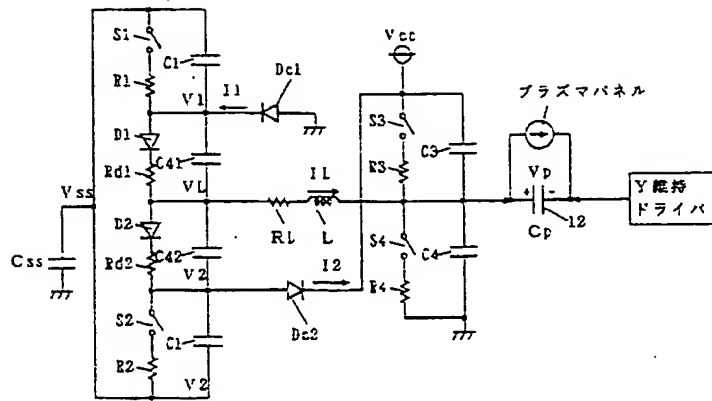 S1
C1
R1
V1
I1
Dc1
D1
Rd1
C41
VL
Vss
Css
D2
Rd2
C42
V2
S2
C1
R2
V2
RL
L
IL
I2
Dc2
Vcc
S3
R3
C3
S4
R4
C4
プラズマパネル
Vp
+ -
12
Cp
Y維持
ドライバ